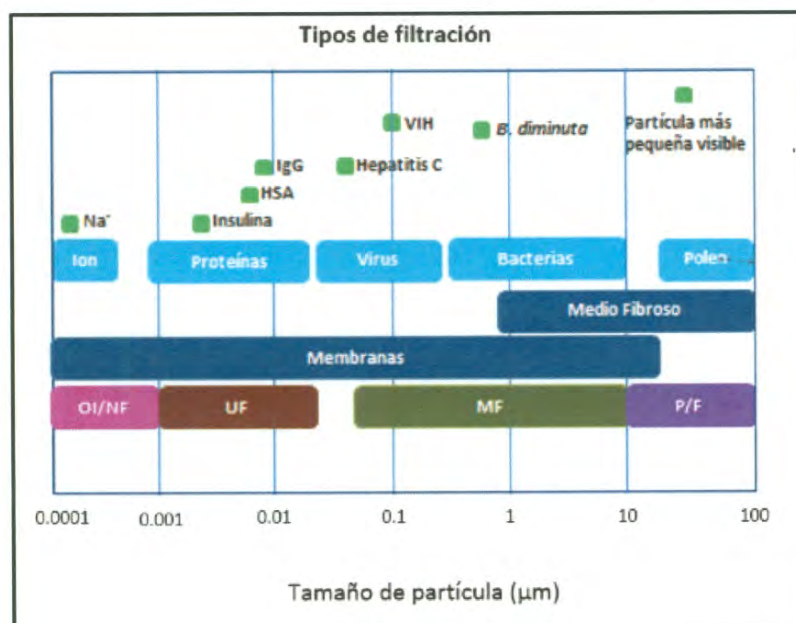 Tipos de filtración
VIH
B. diminuta
Partícula más
pequeña visible
IgG
Hepatitis C
HSA
Na⁻
Insulina
Ion
Proteínas
Virus
Bacterias
Polen
Medio Fibroso
Membranas
OI/NF
UF
MF
P/F
0.0001
0.001
0.01
0.1
1
10
100
Tamaño de partícula (µm)